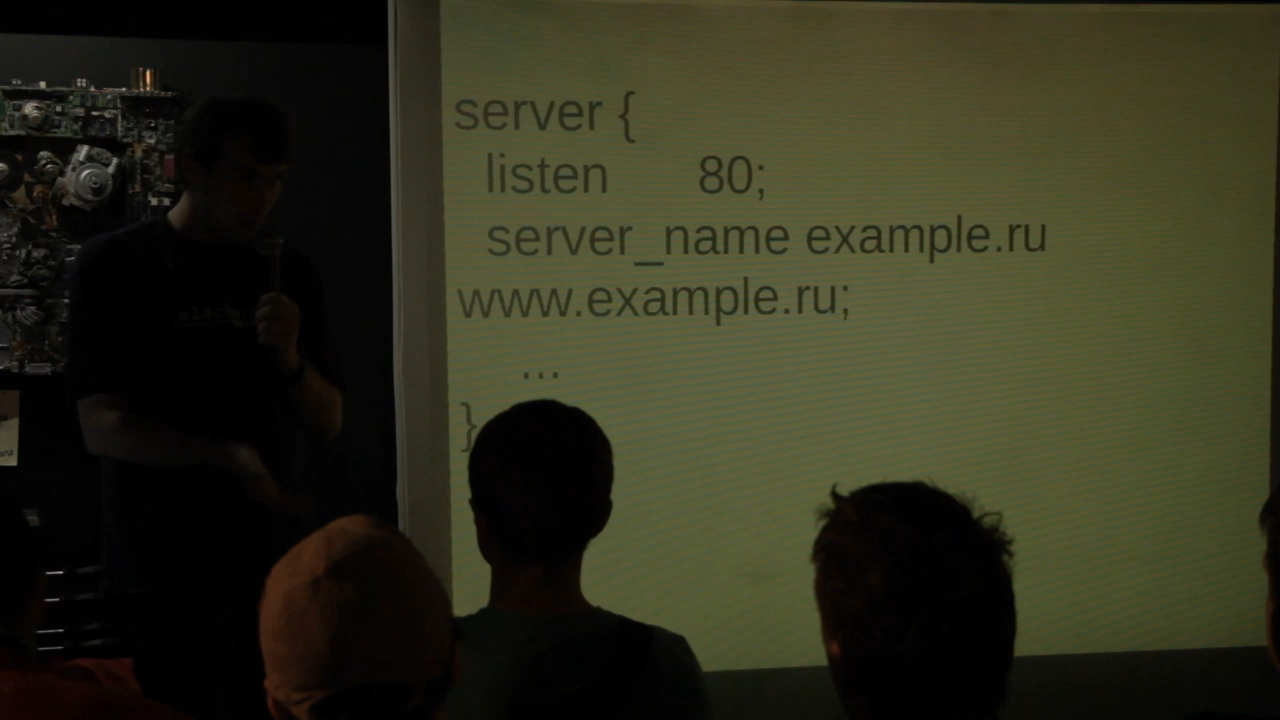 server {
listen 80;
server_name example.ru
www.example.ru;
...
}